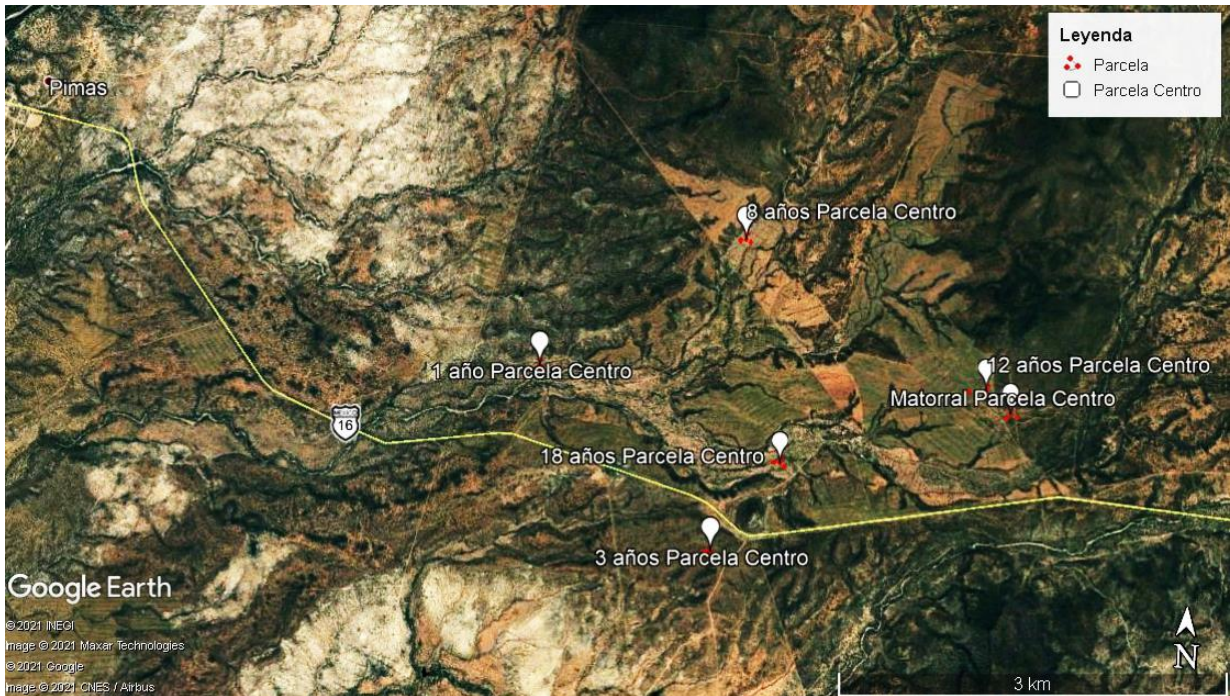 Leyenda
Parcela
Parcela Centro
Pimas
8 años Parcela Centro
1 año Parcela Centro
12 años Parcela Centro
Matorral Parcela Centro
16
18 años Parcela Centro
3 años Parcela Centro
Google Earth
© 2021 INEGI
Image © 2021 Maxar Technologies
© 2021 Google
Image © 2021 CNES / Airbus
N
3 km